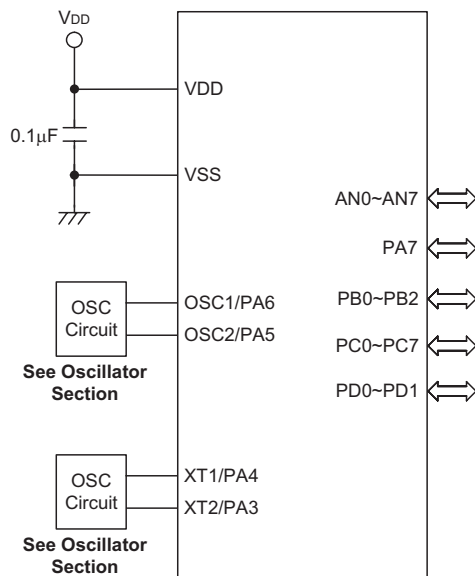 VDD
VDD
0.1μF
VSS
AN0~AN7
PA7
OSC
Circuit
OSC1/PA6
OSC2/PA5
See Oscillator
Section
PB0~PB2
PC0~PC7
PD0~PD1
OSC
Circuit
XT1/PA4
XT2/PA3
See Oscillator
Section